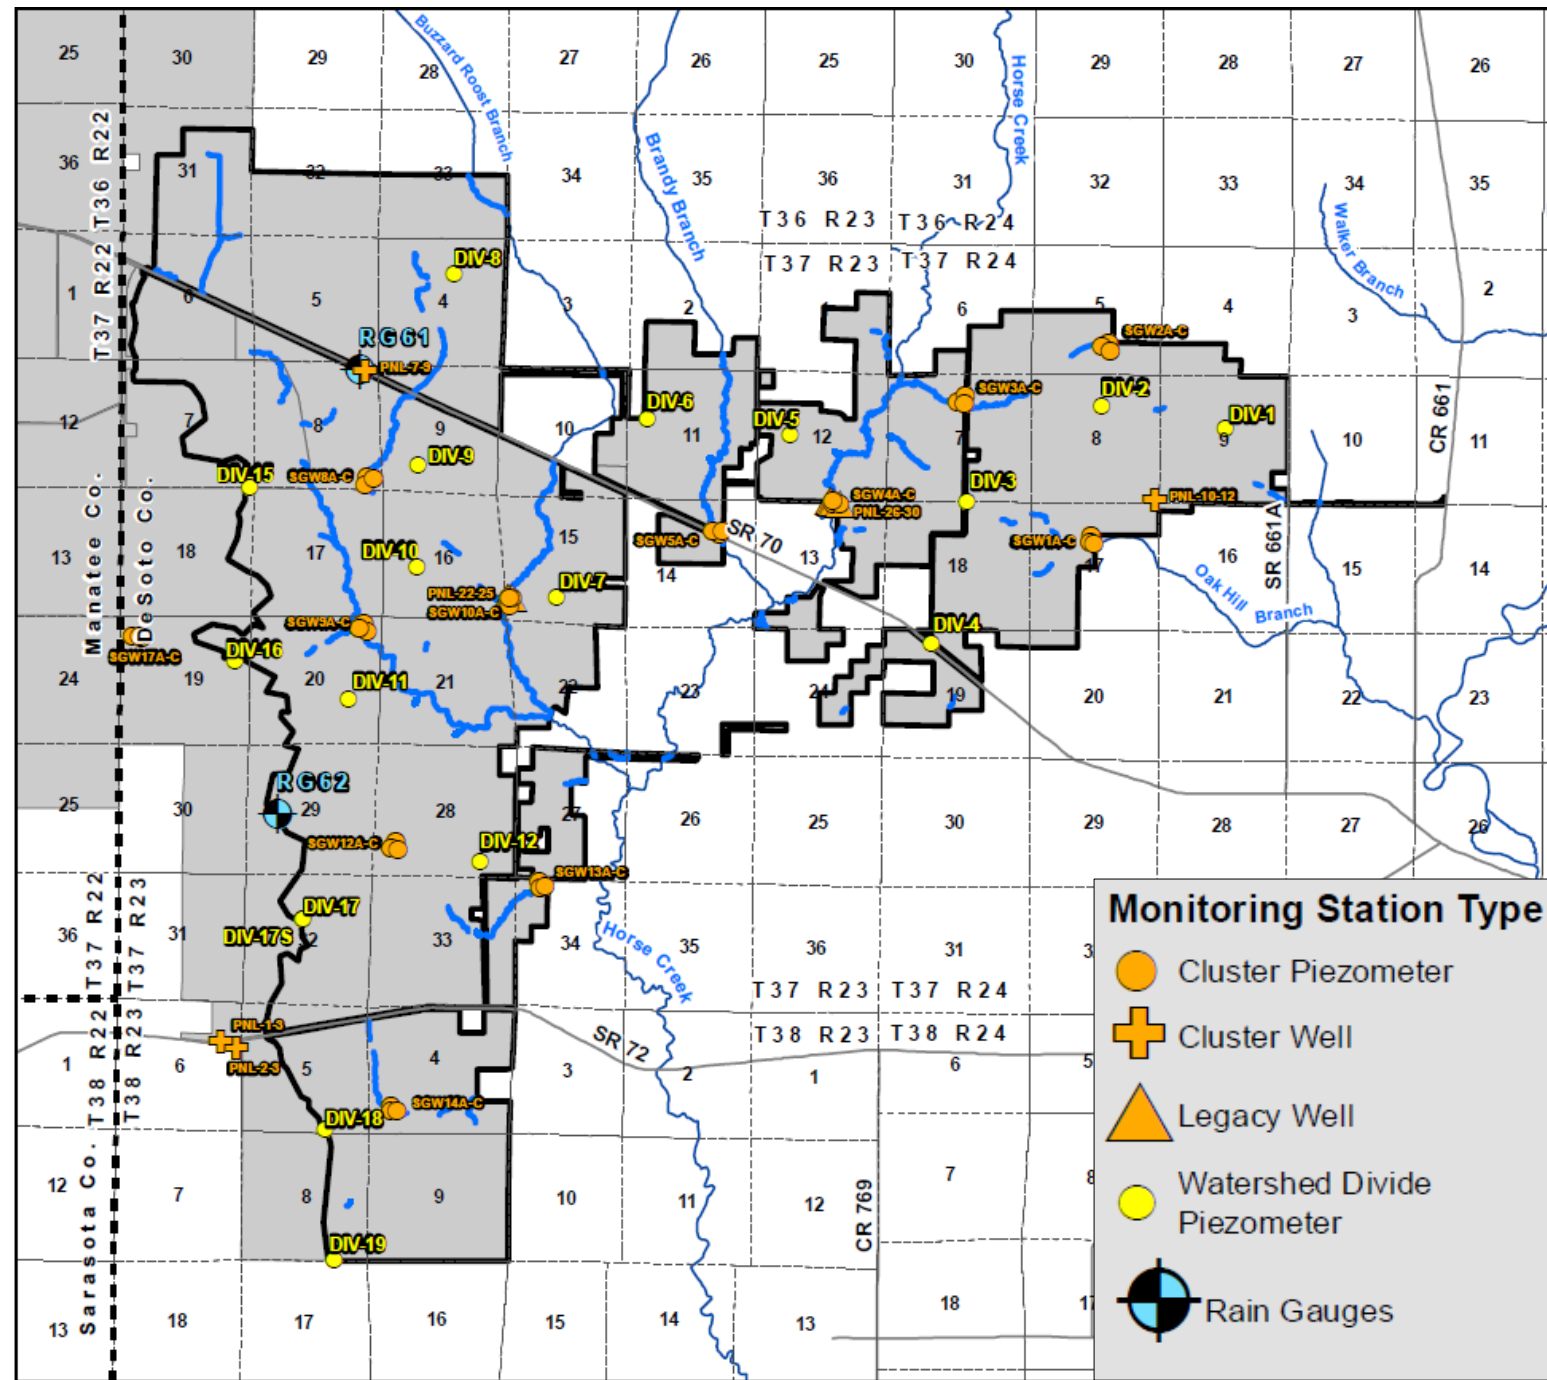 25 30 29 28 27 26 25 30 29 28 27 26
Buzzard Roost Branch
Horse Creek
Brandy Branch
36 31 32 33 34 35 36 31 32 33 34 35
T36 R22
T36 R23 T36 R24
T37 R23 T37 R24
T37 R22
Walker Branch
1 6 5 4 3 2 1 6 5 4 3 2
DIV-8
RG61
PNL-7-9
SGW2A-C
SGW3A-C
DIV-2
DIV-1
DIV-6
DIV-5
12 7 8 9 10 11 12 7 8 9 10 11
CR 661
DIV-9
SGW8A-C
DIV-15
SGW4A-C
PNL-26-30
DIV-3
PNL-10-12
SGW5A-C
SR 70
SGW1A-C
SR 661A
Manatee Co.
DeSoto Co.
13 18 17 16 15 14 13 18 17 16 15 14
DIV-10
DIV-7
PNL-22-25
SGW10A-C
Oak Hill Branch
SGW9A-C
SGW17A-C
DIV-16
DIV-4
24 19 20 21 22 23 24 19 20 21 22 23
DIV-11
RG62
25 30 29 28 27 26 25 30 29 28 27 26
SGW12A-C
DIV-12
SGW13A-C
DIV-17
DIV-17S
36 31 32 33 34 35 36 31
Horse Creek
T37 R22
T37 R23
T37 R23 T37 R24
T38 R23 T38 R24
PNL-1-3
PNL-2-3
SR 72
T38 R22
T38 R23
1 6 5 4 3 2 1 6 5
SGW14A-C
DIV-18
12 7 8 9 10 11 12 7 8
CR 769
Sarasota Co.
DIV-19
13 18 17 16 15 14 13 18 17
Monitoring Station Type
Cluster Piezometer
Cluster Well
Legacy Well
Watershed Divide
Piezometer
Rain Gauges